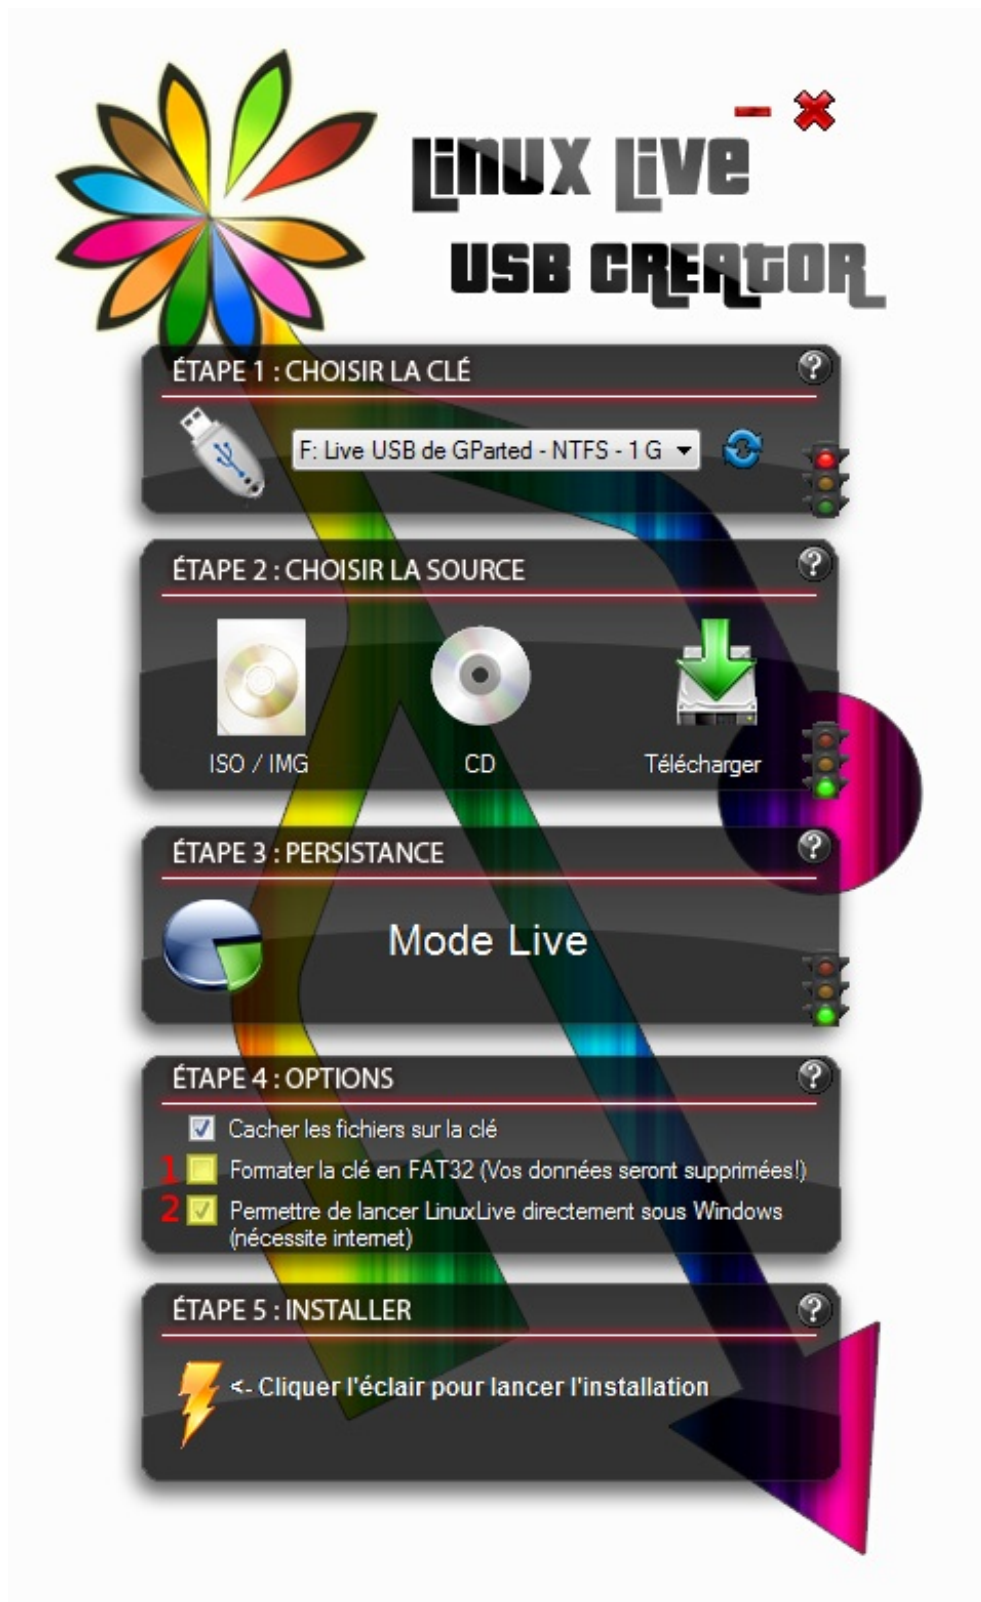 Linux Live
USB CREATOR
ÉTAPE 1 : CHOISIR LA CLÉ
?
F: Live USB de GParted - NTFS - 1 G
ÉTAPE 2 : CHOISIR LA SOURCE
?
ISO / IMG
CD
Télécharger
ÉTAPE 3 : PERSISTANCE
?
Mode Live
ÉTAPE 4 : OPTIONS
?
Cacher les fichiers sur la clé
1 Formater la clé en FAT32 (Vos données seront supprimées!)
2 Permettre de lancer LinuxLive directement sous Windows
(nécessite internet)
ÉTAPE 5 : INSTALLER
?
<- Cliquer l'éclair pour lancer l'installation